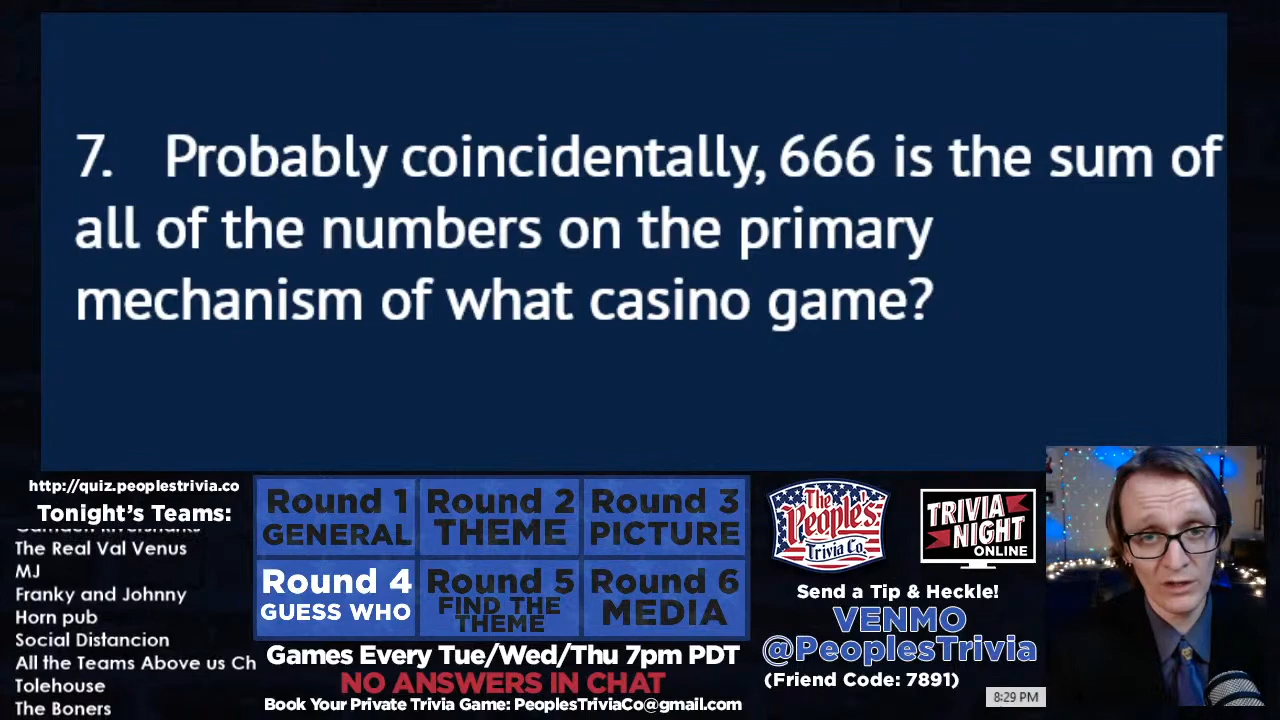 7. Probably coincidentally, 666 is the sum of
all of the numbers on the primary
mechanism of what casino game?
http://quiz.peoplestrivia.co
Tonight's Teams:
The Real Val Venus
MJ
Franky and Johnny
Horn pub
Social Distancion
All the Teams Above us Ch
Tolehouse
The Boners
Round 1
GENERAL
Round 2
THEME
Round 3
PICTURE
Round 4
GUESS WHO
Round 5
FIND THE
THEME
Round 6
MEDIA
Games Every Tue/Wed/Thu 7pm PDT
NO ANSWERS IN CHAT
Book Your Private Trivia Game: PeoplesTriviaCo@gmail.com
The
People's
Trivia Co.
TRIVIA
NIGHT
ONLINE
Send a Tip & Heckle!
VENMO
@PeoplesTrivia
(Friend Code: 7891)
8:29 PM